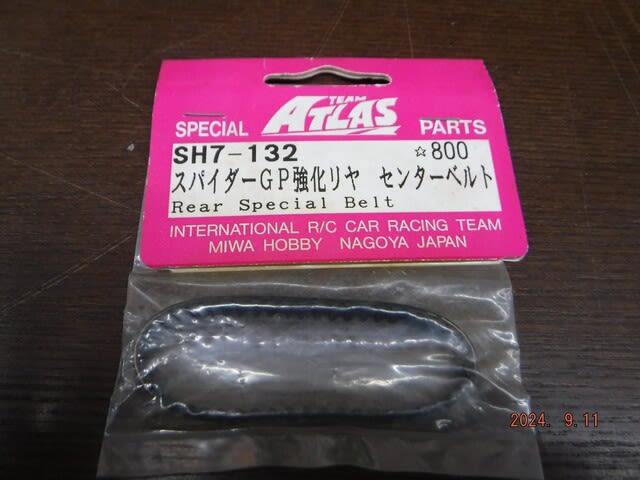 TEAM
SPECIAL ATLAS PARTS
SH7-132 ☆800
スパイダーGP強化リヤ センターベルト
Rear Special Belt
INTERNATIONAL R/C CAR RACING TEAM
MIWA HOBBY NAGOYA JAPAN
2024. 9.11